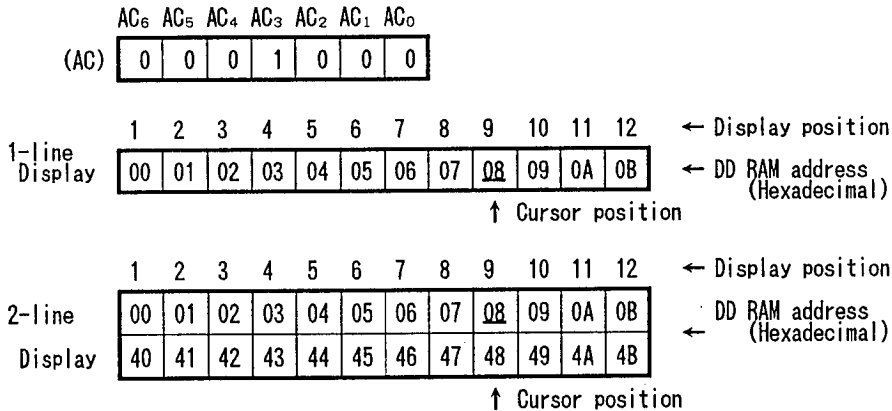 AC₆ AC₅ AC₄ AC₃ AC₂ AC₁ AC₀
(AC) 0 0 0 1 0 0 0
1 2 3 4 5 6 7 8 9 10 11 12 ← Display position
1-line Display 00 01 02 03 04 05 06 07 08 09 0A 0B ← DD RAM address (Hexadecimal)
↑ Cursor position
1 2 3 4 5 6 7 8 9 10 11 12 ← Display position
2-line 00 01 02 03 04 05 06 07 08 09 0A 0B DD RAM address
← (Hexadecimal)
Display 40 41 42 43 44 45 46 47 48 49 4A 4B
↑ Cursor position